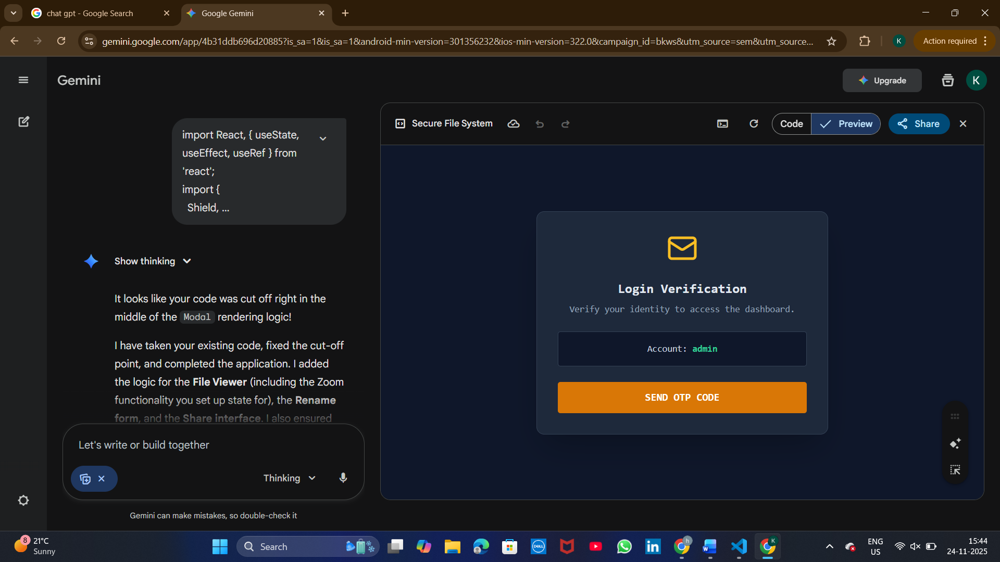 chat gpt - Google Search
Google Gemini
gemini.google.com/app/4b31ddb696d20885?is_sa=1&is_sa=1&android-min-version=301356232&ios-min-version=322.0&campaign_id=bkws&utm_source=sem&utm_source...
K
Action required
Gemini
Upgrade
K
import React, { useState,
useEffect, useRef } from
'react';
import {
Shield, ...
Show thinking
It looks like your code was cut off right in the
middle of the Modal rendering logic!
I have taken your existing code, fixed the cut-off
point, and completed the application. I added
the logic for the File Viewer (including the Zoom
functionality you set up state for), the Rename
form, and the Share interface. I also ensured
Let's write or build together
Thinking
Gemini can make mistakes, so double-check it
Secure File System
Code
Preview
Share
Login Verification
Verify your identity to access the dashboard.
Account: admin
SEND OTP CODE
8
21°C
Sunny
Search
DELL
in
h
W
K
ENG
US
15:44
24-11-2025